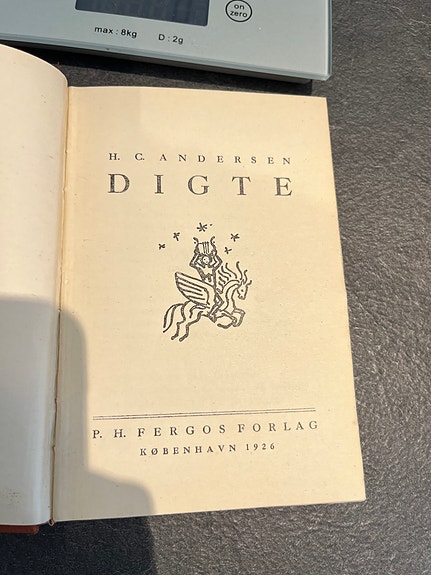 on
zero
max : 8kg D : 2g
H. C. ANDERSEN
DIGTE
P. H. FERGOS FORLAG
KØBENHAVN 1926